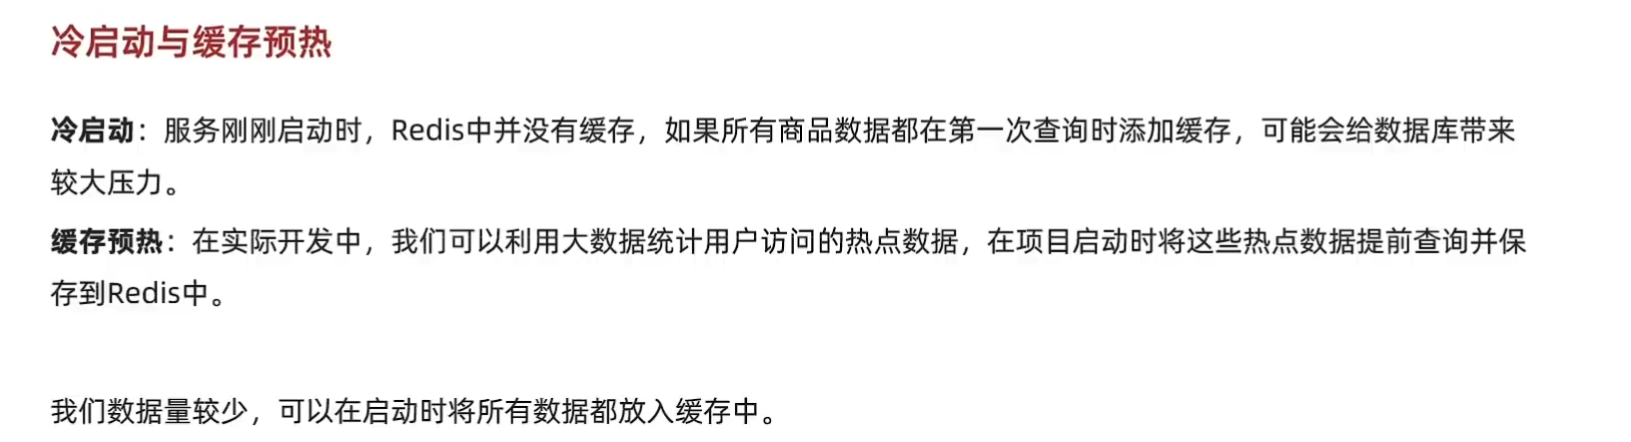 冷启动与缓存预热
冷启动：服务刚刚启动时，Redis中并没有缓存，如果所有商品数据都在第一次查询时添加缓存，可能会给数据库带来
较大压力。
缓存预热：在实际开发中，我们可以利用大数据统计用户访问的热点数据，在项目启动时将这些热点数据提前查询并保
存到Redis中。
我们数据量较少，可以在启动时将所有数据都放入缓存中。